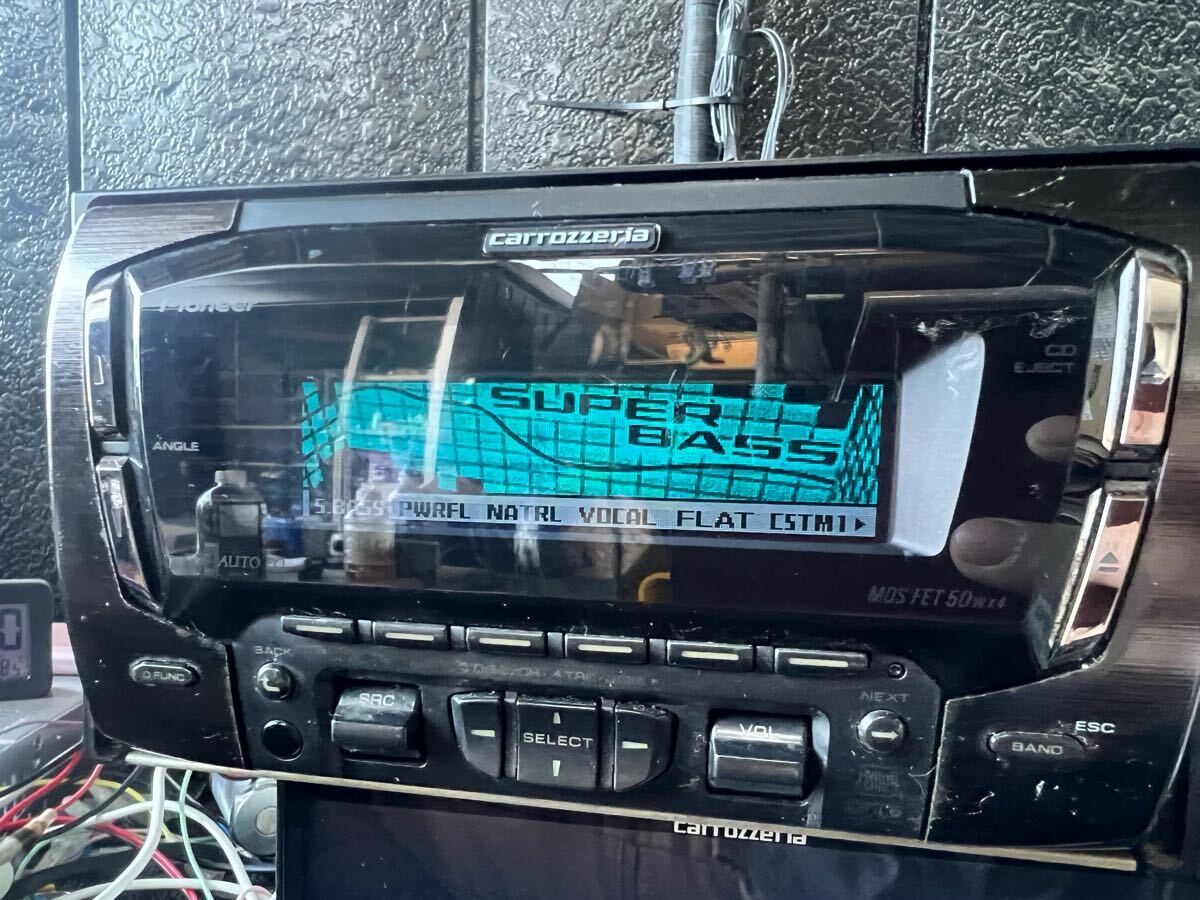 carrozzeria
Pioneer
CD
EJECT
ANGLE
SUPER
BASS
S.BASS PWRFL NATRL VOCAL FLAT CSTM1
AUTO
MOS FET 50W×4
BACK
D.FUNC
SRC
SELECT
VOL
NEXT
BAND
ESC
carrozzeria